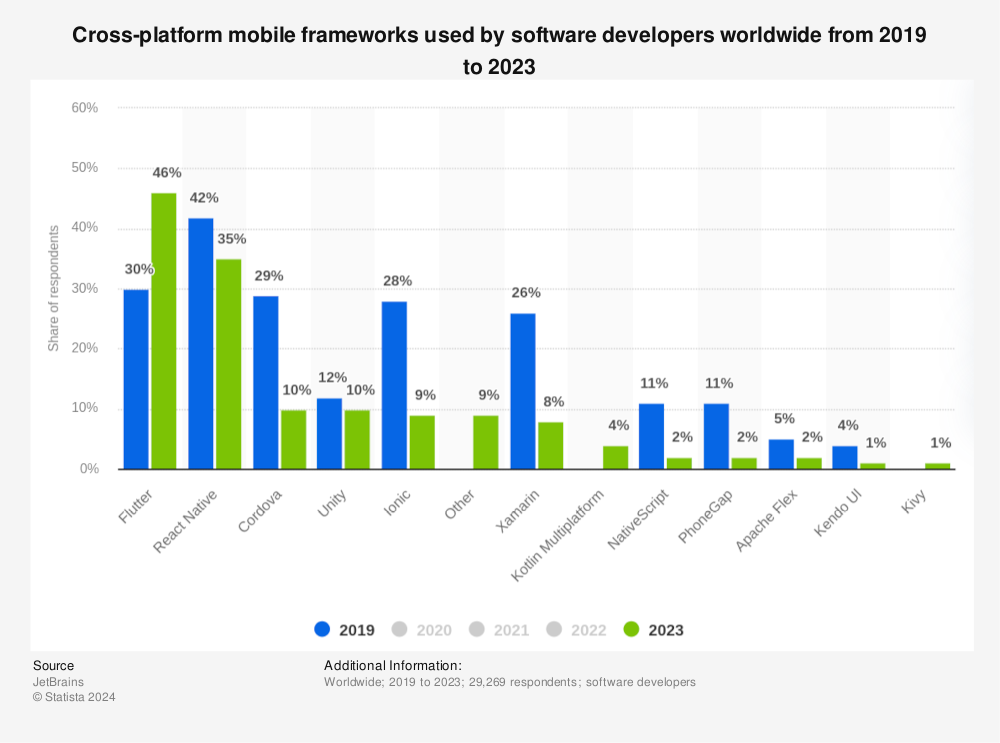 Cross-platform mobile frameworks used by software developers worldwide from 2019
to 2023
60%
50%
40%
30%
20%
10%
0%
Share of respondents
30%
46%
42%
35%
29%
10%
12%
10%
28%
9%
9%
26%
8%
4%
11%
2%
11%
2%
5%
2%
4%
1%
1%
Flutter
React Native
Cordova
Unity
Ionic
Other
Xamarin
Kotlin Multiplatform
NativeScript
PhoneGap
Apache Flex
Kendo UI
Kivy
2019 2020 2021 2022 2023
Source
JetBrains
© Statista 2024
Additional Information:
Worldwide; 2019 to 2023; 29,269 respondents; software developers